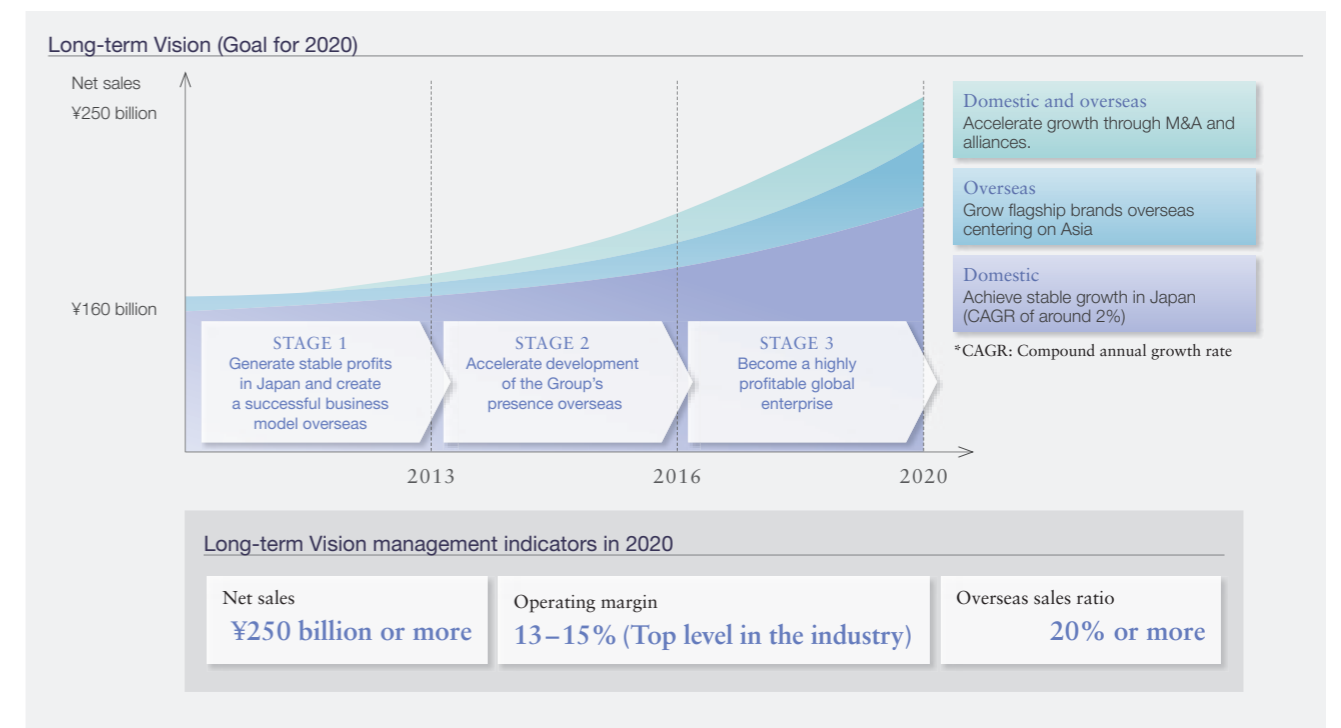 Long-term Vision (Goal for 2020)
Net sales
¥250 billion
¥160 billion
Domestic and overseas
Accelerate growth through M&A and
alliances.
Overseas
Grow flagship brands overseas
centering on Asia
Domestic
Achieve stable growth in Japan
(CAGR of around 2%)
*CAGR: Compound annual growth rate
STAGE 1
Generate stable profits
in Japan and create
a successful business
model overseas
STAGE 2
Accelerate development
of the Group's
presence overseas
STAGE 3
Become a highly
profitable global
enterprise
2013
2016
2020
Long-term Vision management indicators in 2020
Net sales
¥250 billion or more
Operating margin
13–15% (Top level in the industry)
Overseas sales ratio
20% or more